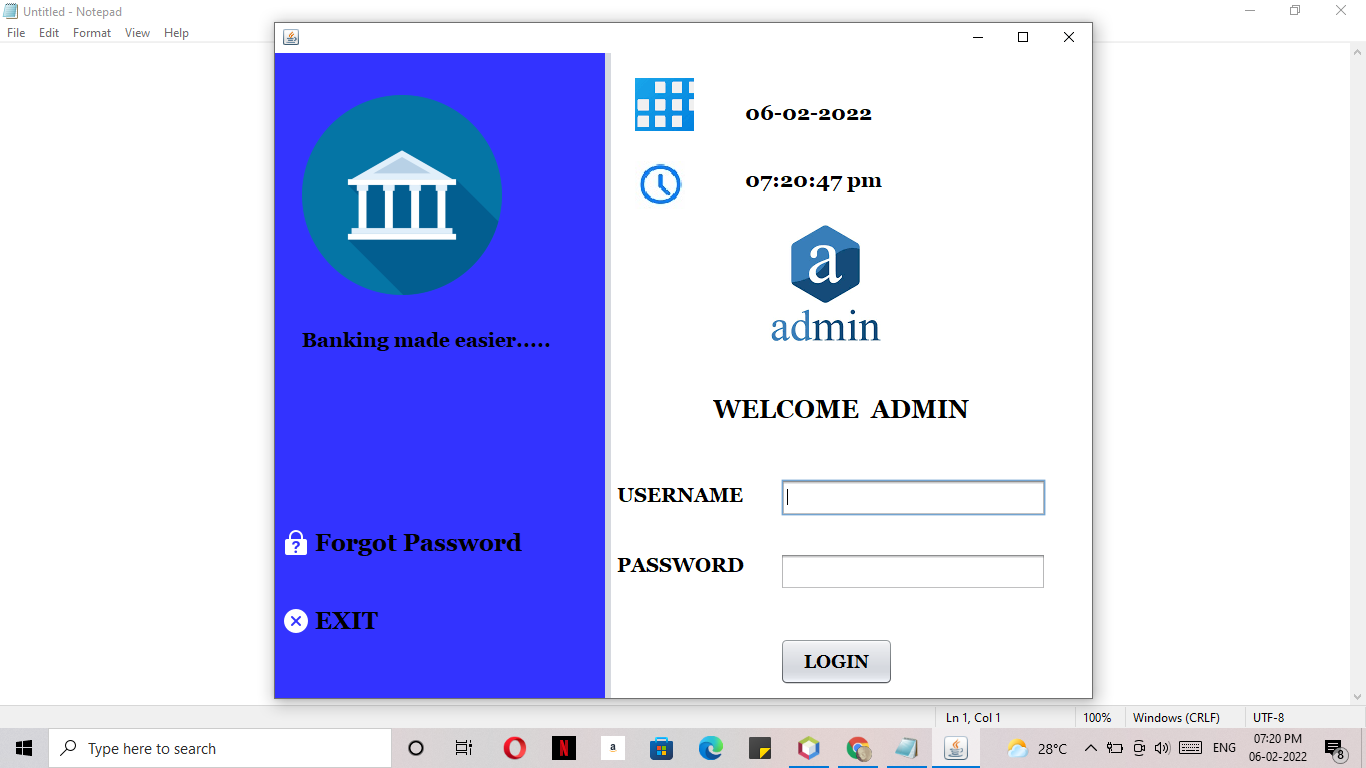 Untitled - Notepad
File Edit Format View Help
06-02-2022
07:20:47 pm
a
admin
Banking made easier.....
WELCOME ADMIN
USERNAME
PASSWORD
? Forgot Password
EXIT
LOGIN
Ln 1, Col 1 100% Windows (CRLF) UTF-8
Type here to search
N
a
28°C
ENG
07:20 PM
06-02-2022
8